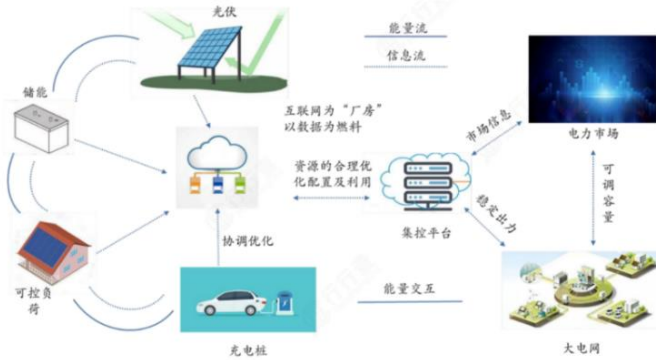 光伏
能量流
信息流
储能
互联网为“厂房”
以数据为燃料
市场信息
电力市场
资源的合理优
化配置及利用
可调容量
稳定出力
集控平台
协调优化
可控负
荷
能量交互
充电桩
大电网